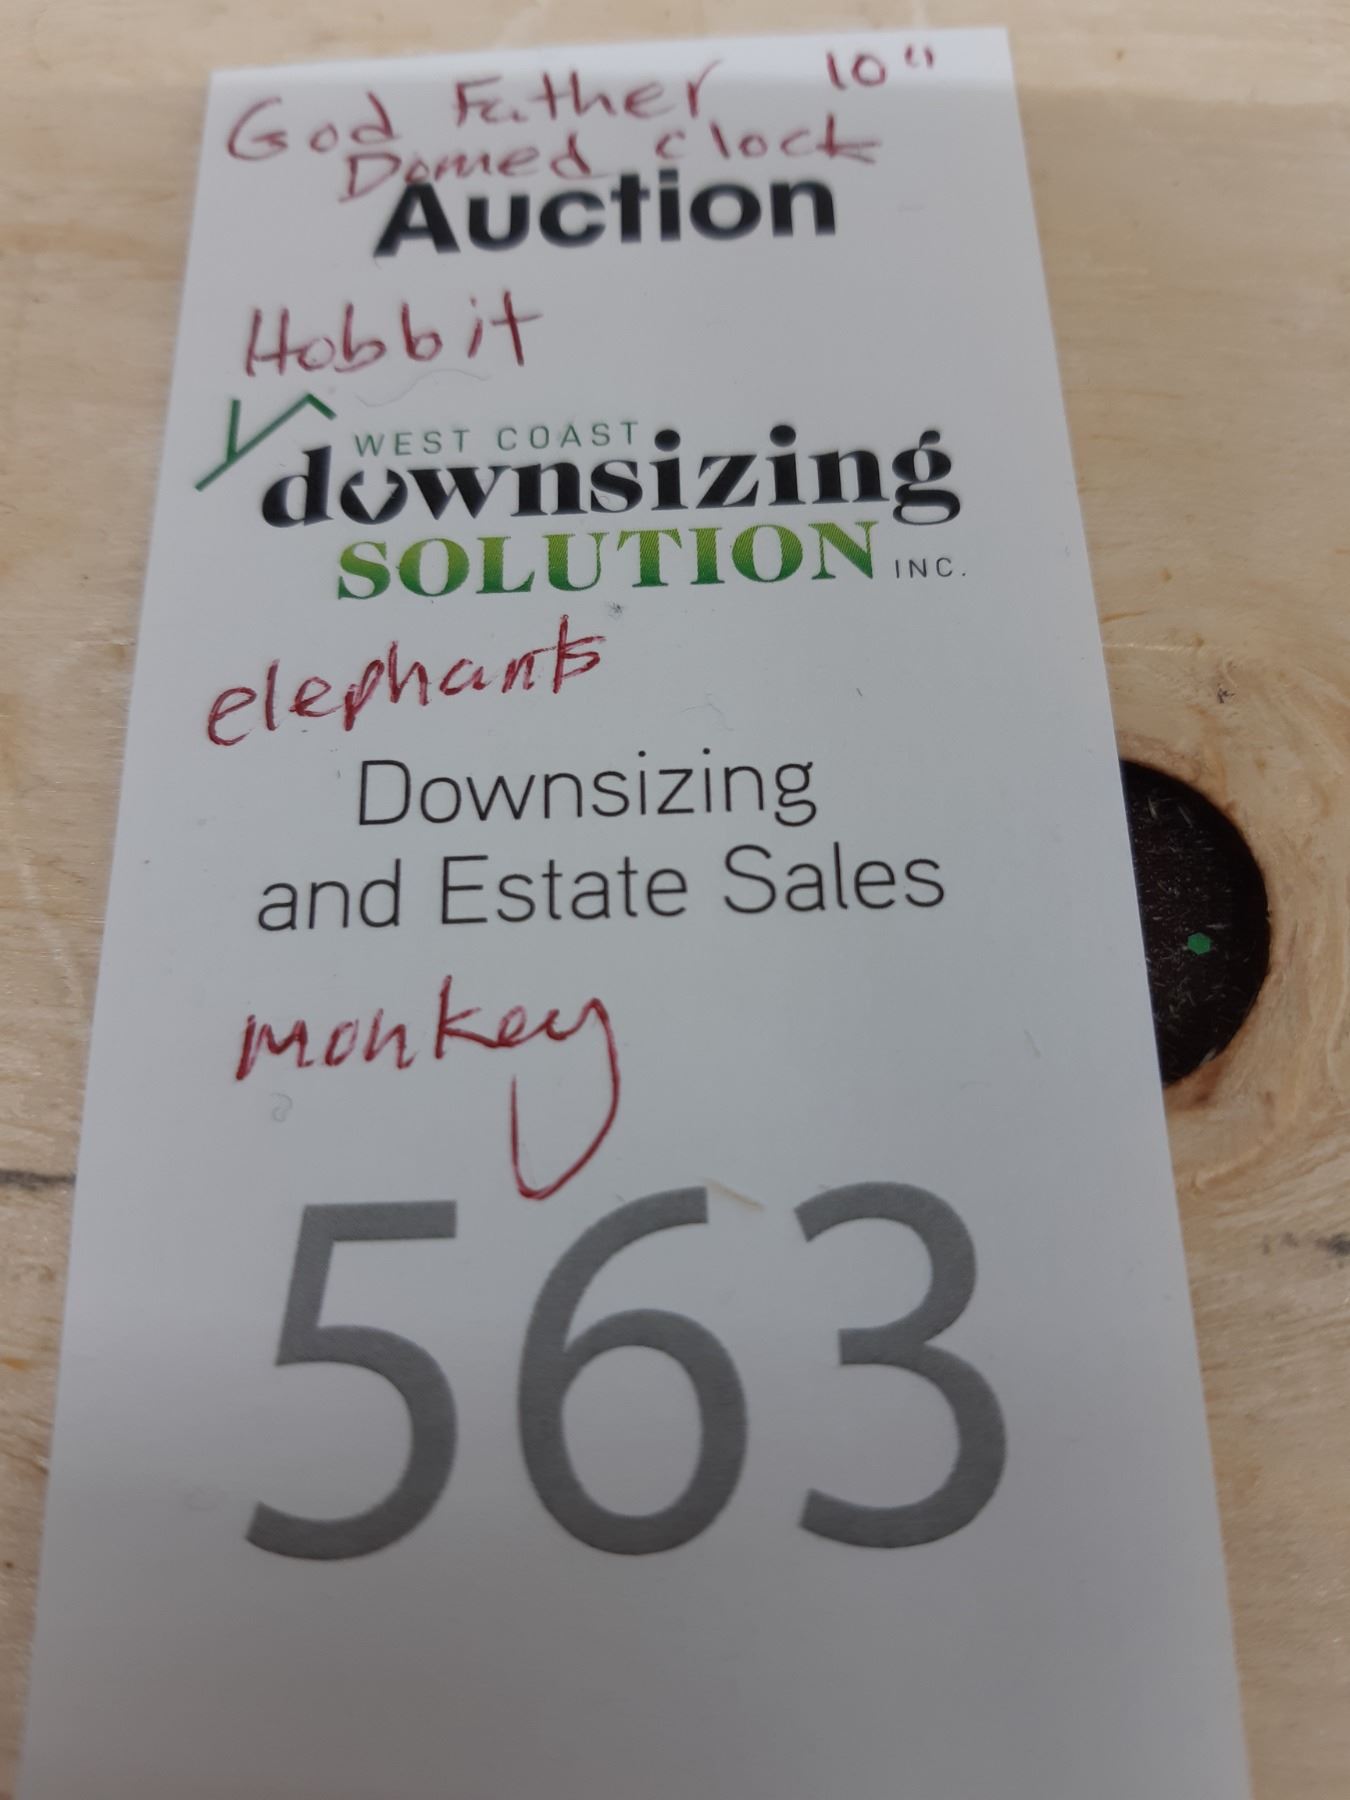 God Father 10"
Domed clock
Auction
Hobbit
WEST COAST
downsizing
SOLUTION INC.
elephants
Downsizing
and Estate Sales
monkey
563